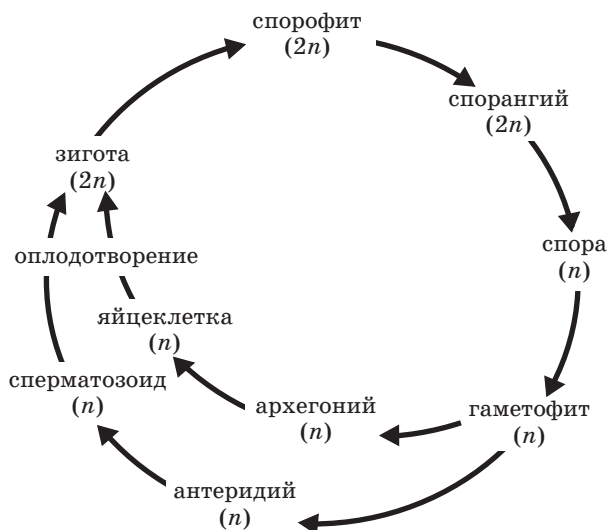 спорофит
(2n)
спорангий
(2n)
зигота
(2n)
спора
(n)
оплодотворение
яйцеклетка
(n)
сперматозоид
(n)
архегоний
(n)
гаметофит
(n)
антеридий
(n)